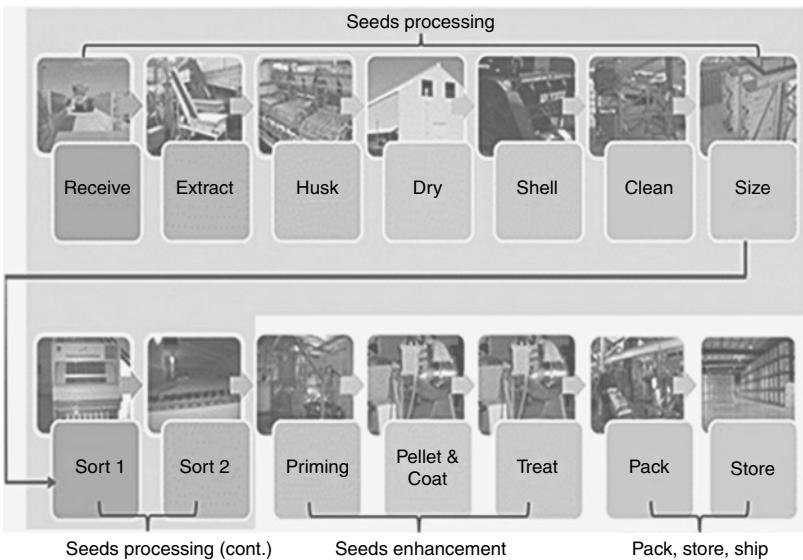 Seeds processing
Receive
Extract
Husk
Dry
Shell
Clean
Size
Sort 1
Sort 2
Priming
Pellet &
Coat
Treat
Pack
Store
Seeds processing (cont.)
Seeds enhancement
Pack, store, ship